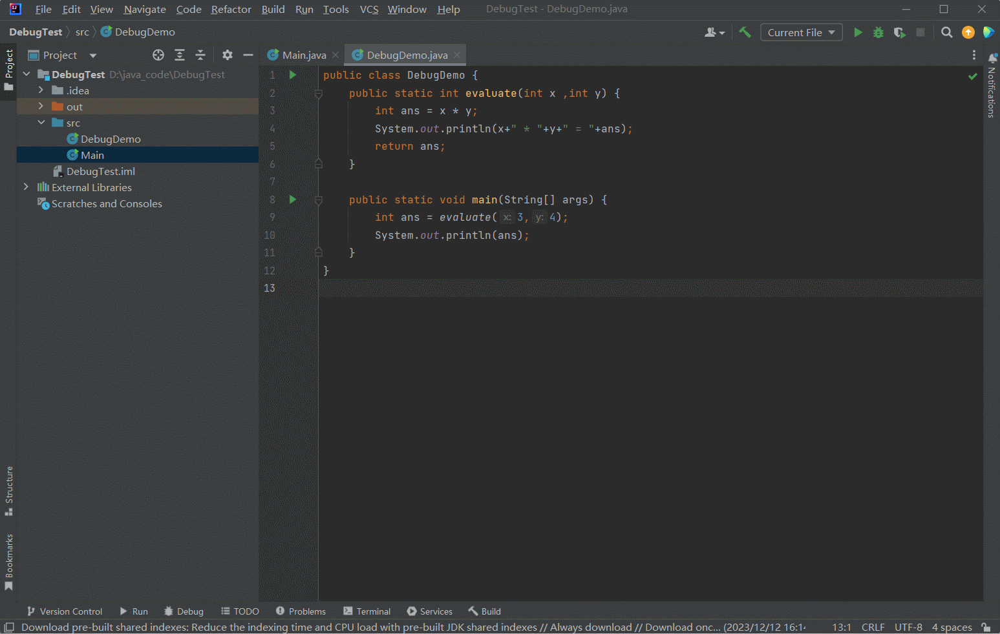 File Edit View Navigate Code Refactor Build Run Tools VCS Window Help DebugTest - DebugDemo.java
DebugTest src DebugDemo
Current File
Project
Project
Main.java DebugDemo.java
DebugTest D:\java_code\DebugTest
.idea
out
src
DebugDemo
Main
DebugTest.iml
External Libraries
Scratches and Consoles
1 public class DebugDemo {
2 public static int evaluate(int x ,int y) {
3 int ans = x * y;
4 System.out.println(x+" * "+y+" = "+ans);
5 return ans;
6 }
7
8 public static void main(String[] args) {
9 int ans = evaluate( x: 3, y: 4);
10 System.out.println(ans);
11 }
12 }
13
Notifications
Structure
Bookmarks
Version Control Run Debug TODO Problems Terminal Services Build
Download pre-built shared indexes: Reduce the indexing time and CPU load with pre-built JDK shared indexes // Always download // Download onc... (2023/12/12 16:14 13:1 CRLF UTF-8 4 spaces